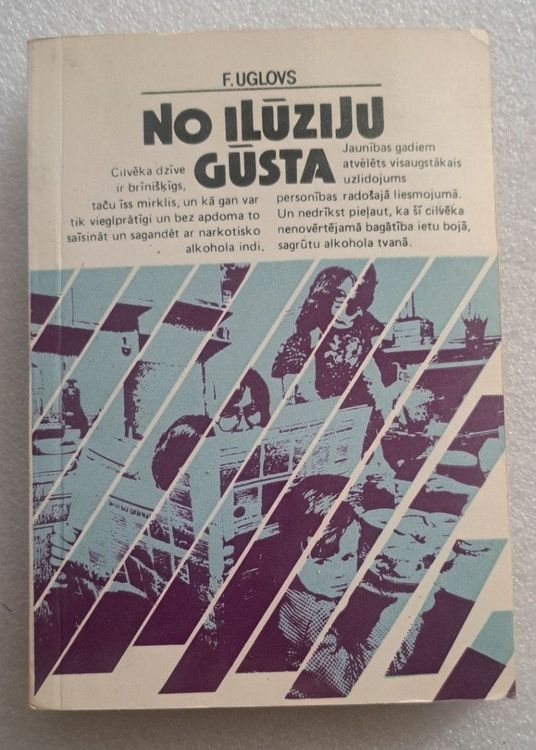 F. UGLOVS
NO ILŪZIJU
GŪSTA
Cilvēka dzīve
ir brīnišķīgs,
taču īss mirklis, un kā gan var
tik vieglprātīgi un bez apdoma to
saīsināt un sagandēt ar narkotisko
alkohola indi.
Jaunības gadiem
atvēlēts visaugstākais
uzlidojums
personības radošajā liesmojumā.
Un nedrīkst pieļaut, ka šī cilvēka
nenovērtējamā bagātība ietu bojā,
sagrūtu alkohola tvanā.